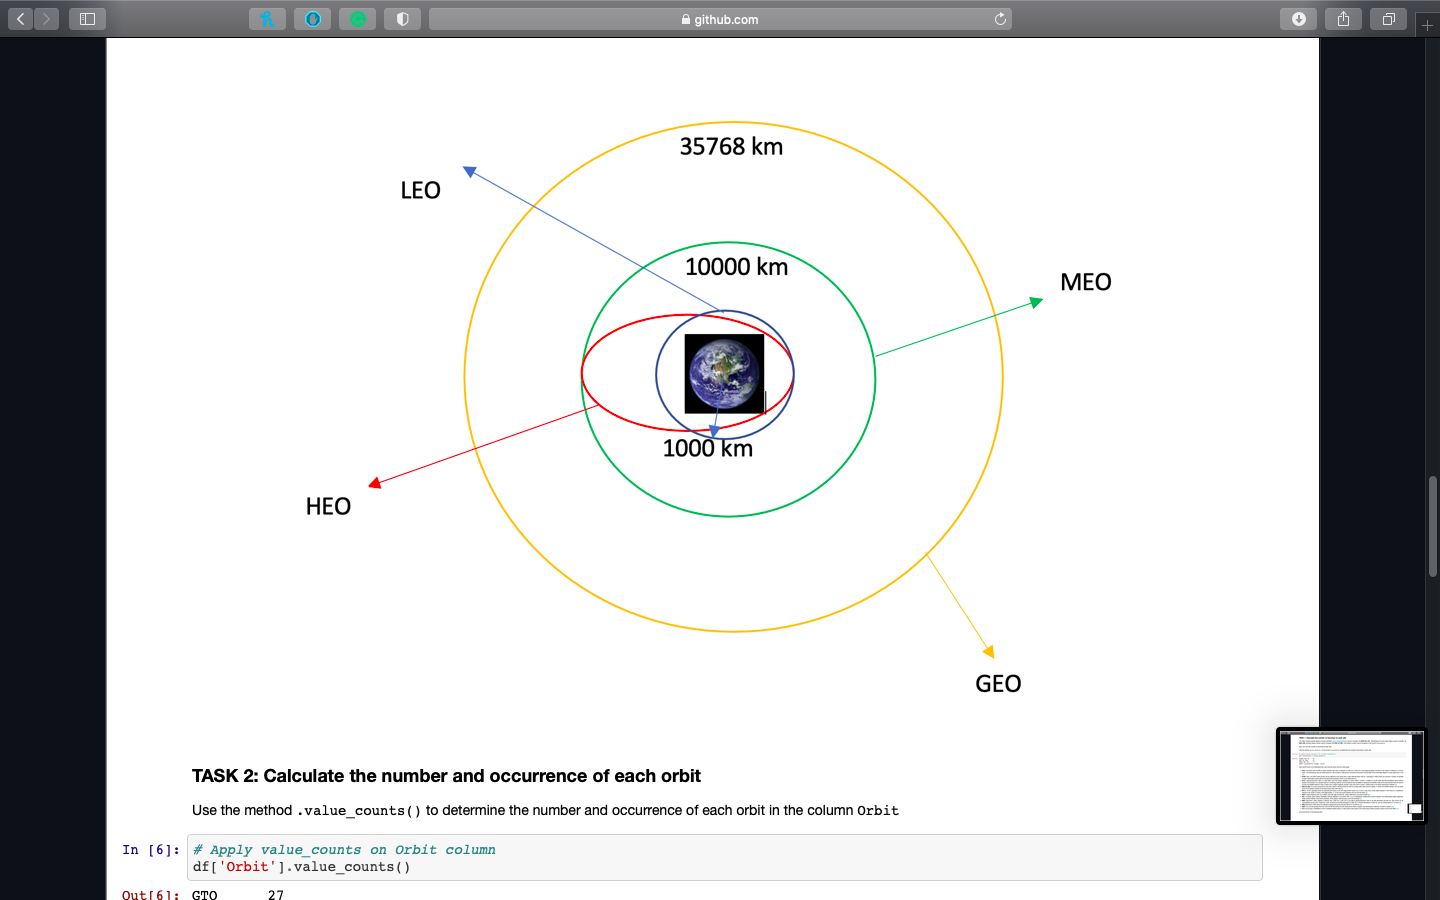 github.com
35768 km
LEO
10000 km
MEO
1000 km
HEO
GEO
TASK 2: Calculate the number and occurrence of each orbit
Use the method .value_counts() to determine the number and occurrence of each orbit in the column Orbit
In [6]: # Apply value_counts on Orbit column
df['Orbit'].value_counts()
Out[6]: GTO 27